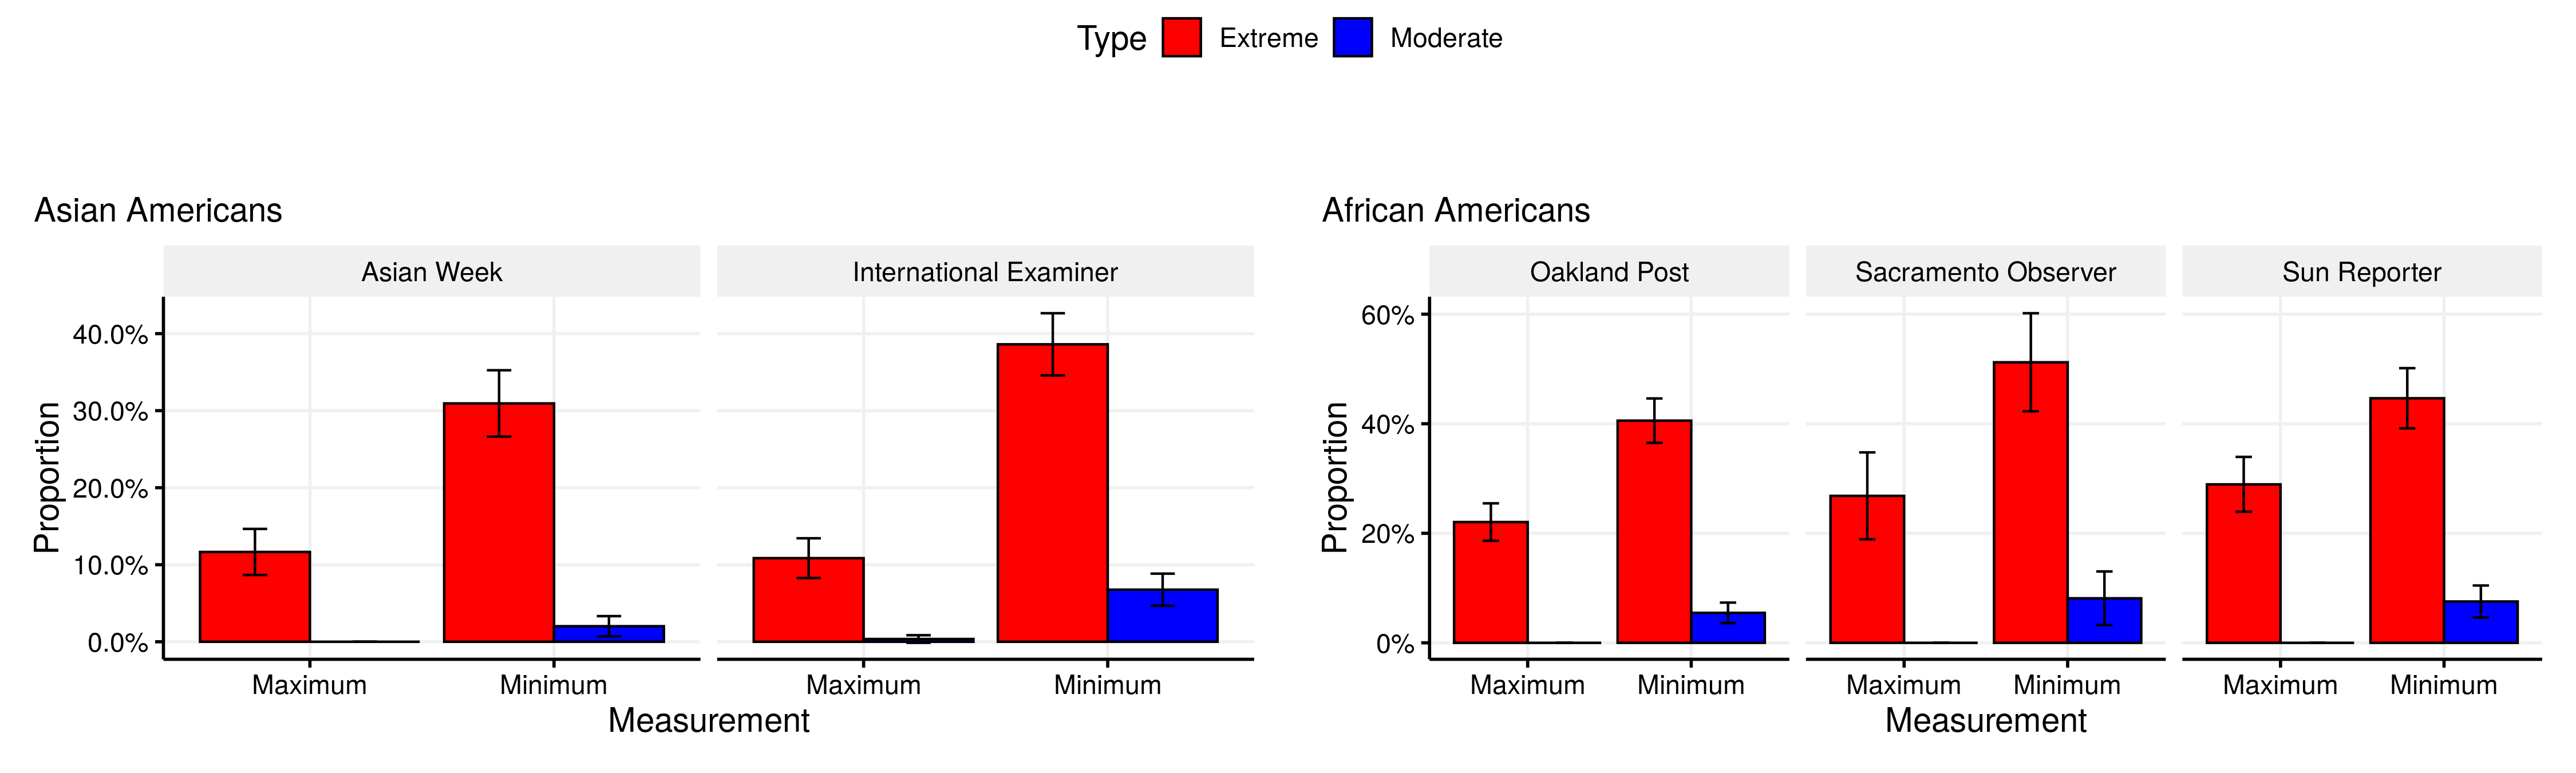 Type Extreme Moderate
Asian Americans
Asian Week International Examiner
40.0%
30.0%
20.0%
10.0%
0.0%
Proportion
Maximum Minimum Maximum Minimum
Measurement
African Americans
Oakland Post Sacramento Observer Sun Reporter
60%
40%
20%
0%
Proportion
Maximum Minimum Maximum Minimum Maximum Minimum
Measurement